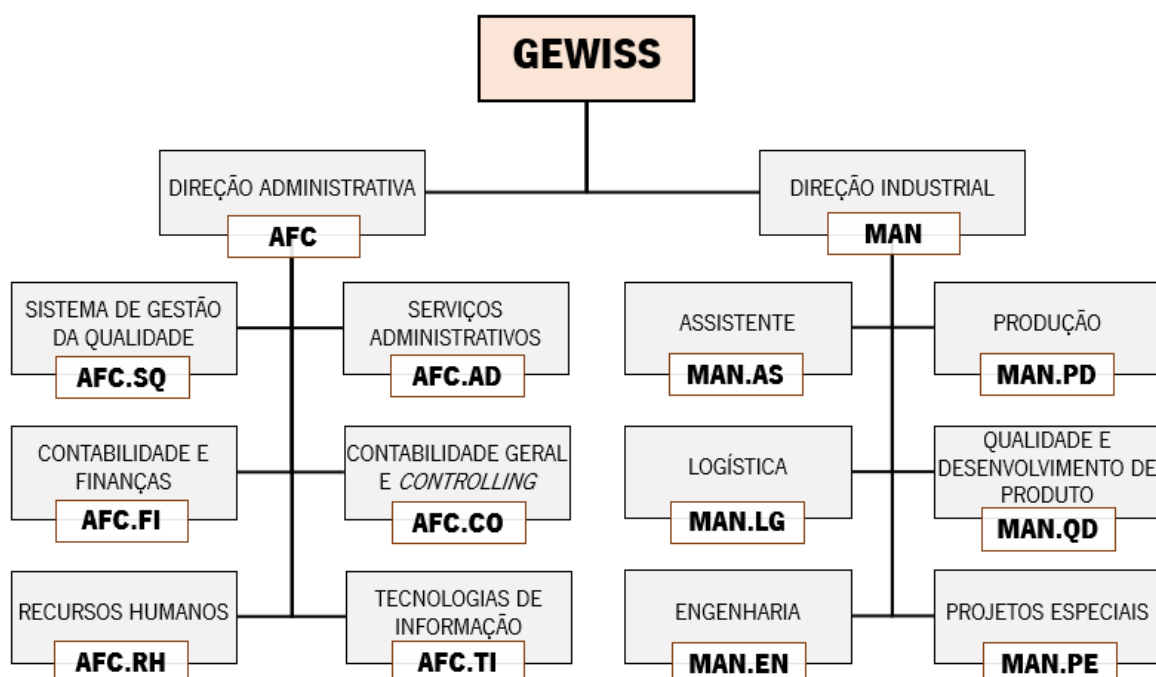 GEWISS
DIREÇÃO ADMINISTRATIVA
AFC
DIREÇÃO INDUSTRIAL
MAN
SISTEMA DE GESTÃO
DA QUALIDADE
AFC.SQ
SERVIÇOS
ADMINISTRATIVOS
AFC.AD
ASSISTENTE
MAN.AS
PRODUÇÃO
MAN.PD
CONTABILIDADE E
FINANÇAS
AFC.FI
CONTABILIDADE GERAL
E CONTROLLING
AFC.CO
LOGÍSTICA
MAN.LG
QUALIDADE E
DESENVOLVIMENTO DE
PRODUTO
MAN.QD
RECURSOS HUMANOS
AFC.RH
TECNOLOGIAS DE
INFORMAÇÃO
AFC.TI
ENGENHARIA
MAN.EN
PROJETOS ESPECIAIS
MAN.PE